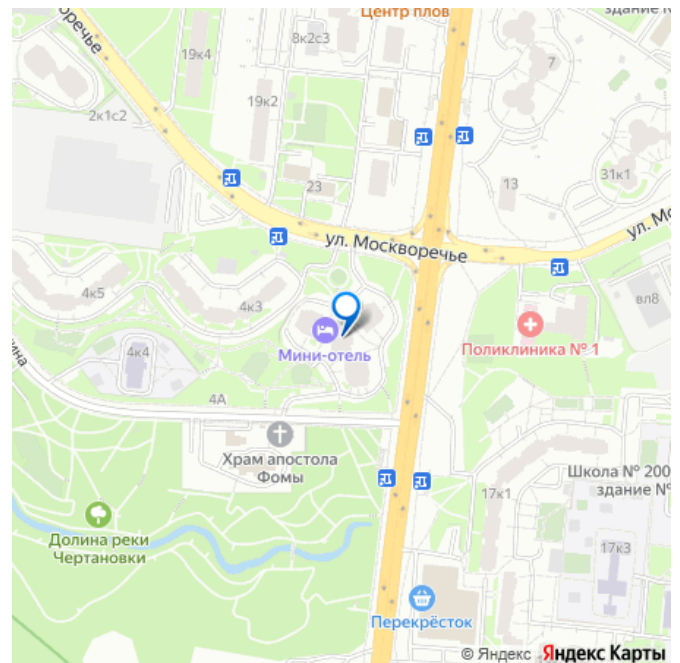 Центр плов
здание №
8к2с3
19к4
7
19к2
2к1с2
31к1
23
13
ул. Москворечье
ул. Мо
4к5
4к3
вл8
Мини-отель
Поликлиника № 1
4к4
ина
4А
Храм апостола
Фомы
Школа № 200
здание №
17к1
Долина реки
Чертановки
17к3
Перекрёсток
© Яндекс Яндекс Карты